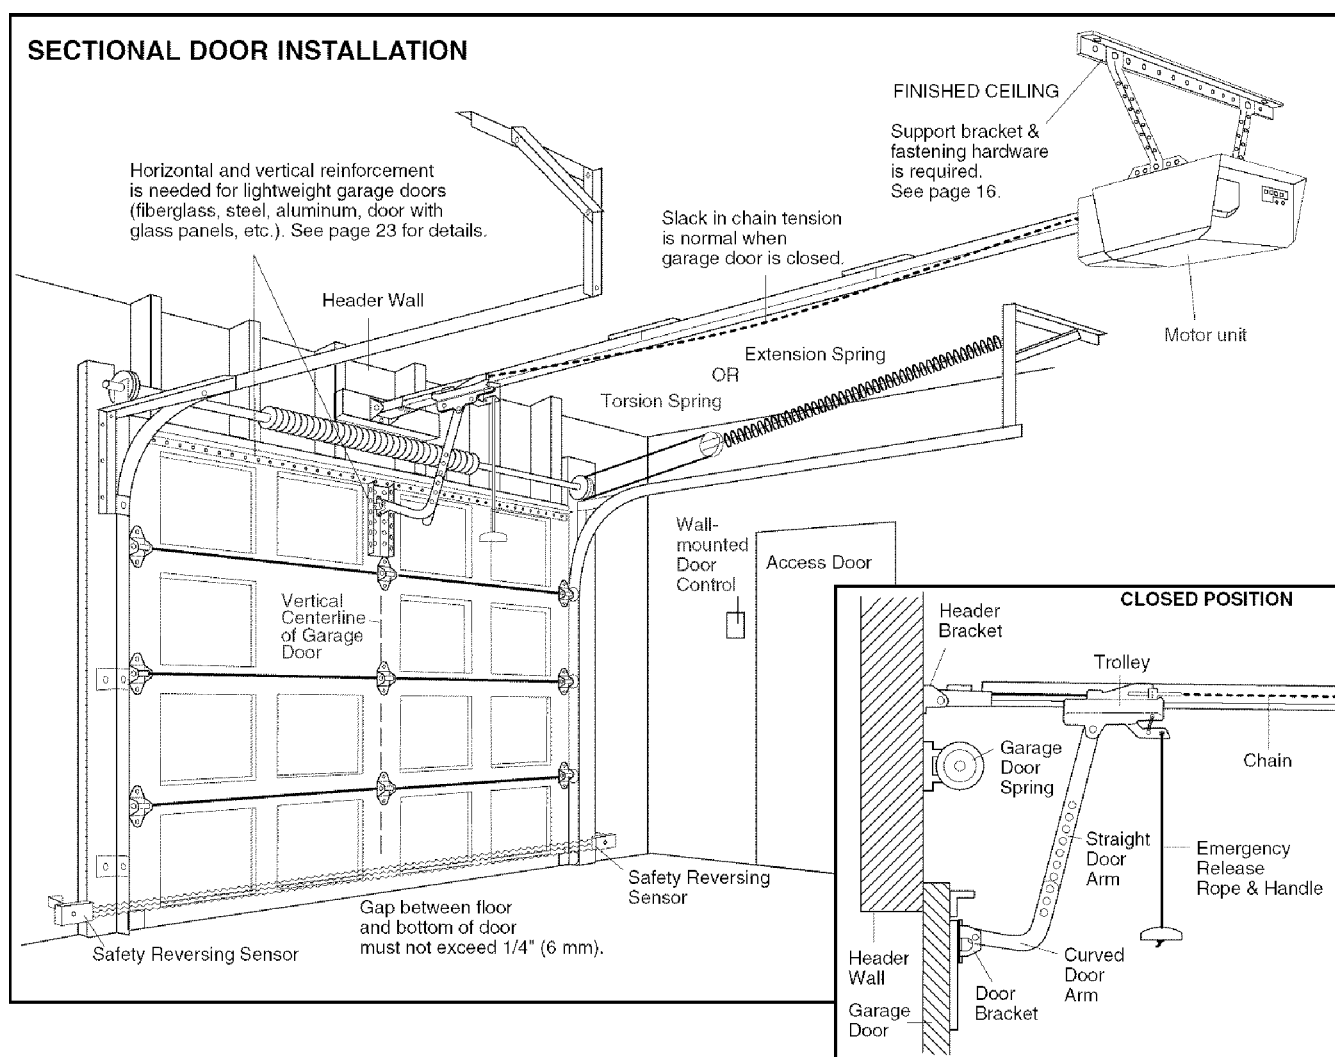 SECTIONAL DOOR INSTALLATION
FINISHED CEILING
Support bracket &
fastening hardware
is required.
See page 16.
Horizontal and vertical reinforcement
is needed for lightweight garage doors
(fiberglass, steel, aluminum, door with
glass panels, etc.). See page 23 for details.
Slack in chain tension
is normal when
garage door is closed.
Header Wall
Motor unit
Extension Spring
OR
Torsion Spring
Wall-
mounted
Door
Control
Access Door
Vertical
Centerline
of Garage
Door
Safety Reversing
Sensor
Gap between floor
and bottom of door
must not exceed 1/4" (6 mm).
Safety Reversing Sensor
CLOSED POSITION
Header
Bracket
Trolley
Garage
Door
Spring
Chain
Straight
Door
Arm
Emergency
Release
Rope & Handle
Header
Wall
Curved
Door
Arm
Door
Bracket
Garage
Door